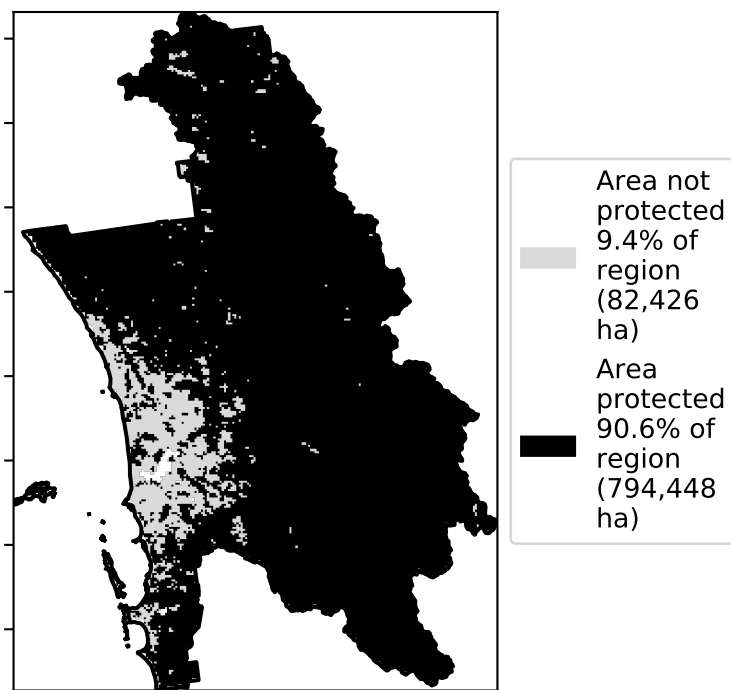 Area not
protected
9.4% of
region
(82,426
ha)
Area
protected
90.6% of
region
(794,448
ha)